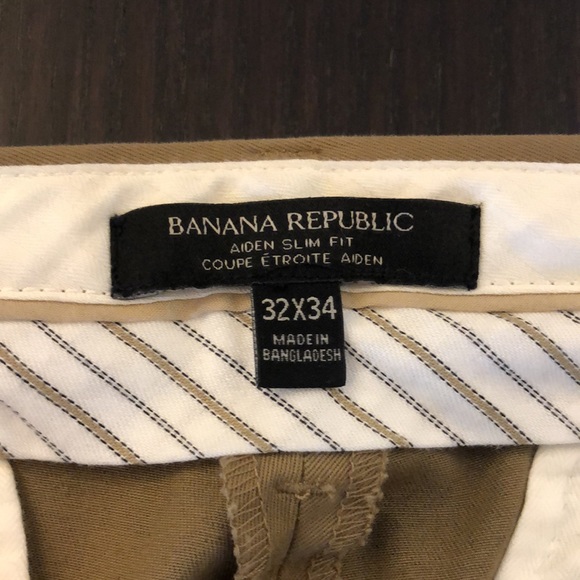 BANANA REPUBLIC
AIDEN SLIM FIT
COUPE ÉTROITE AIDEN
32X34
MADE IN
BANGLADESH